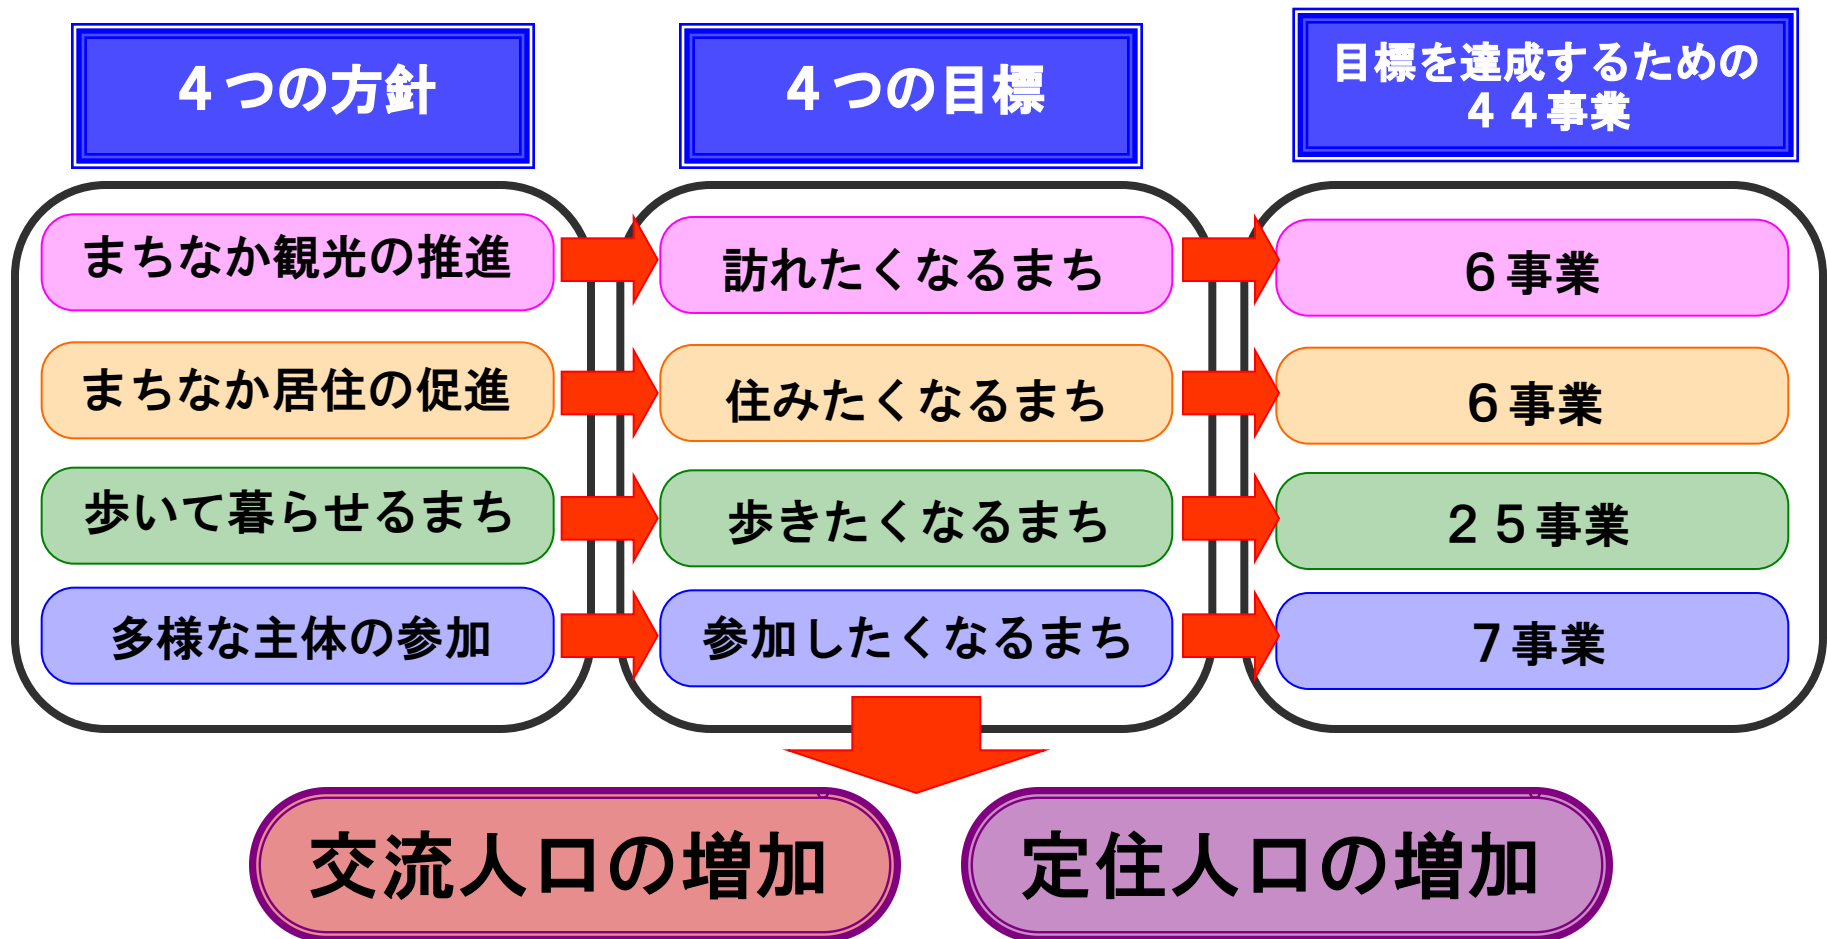 ４つの方針
４つの目標
目標を達成するための
４４事業
まちなか観光の推進
訪れたくなるまち
６事業
まちなか居住の促進
住みたくなるまち
６事業
歩いて暮らせるまち
歩きたくなるまち
２５事業
多様な主体の参加
参加したくなるまち
７事業
交流人口の増加
定住人口の増加